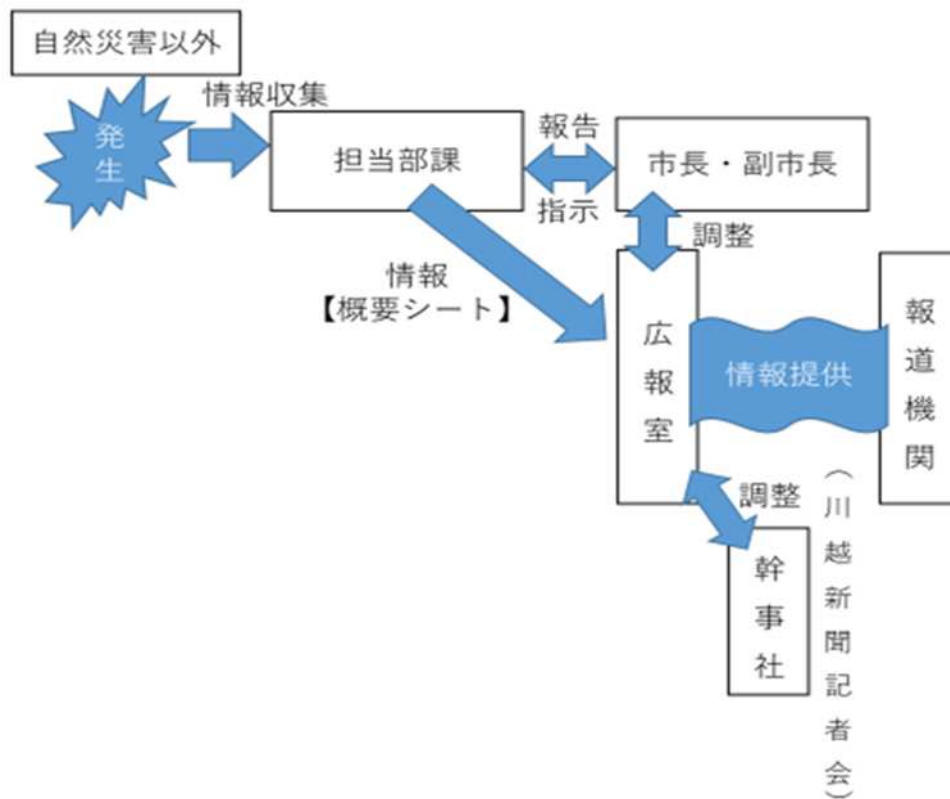 自然災害以外
発生
情報収集
担当部課
報告
指示
市長・副市長
調整
情報
【概要シート】
広報室
情報提供
報道機関
調整
幹事社
（川越新聞記者会）